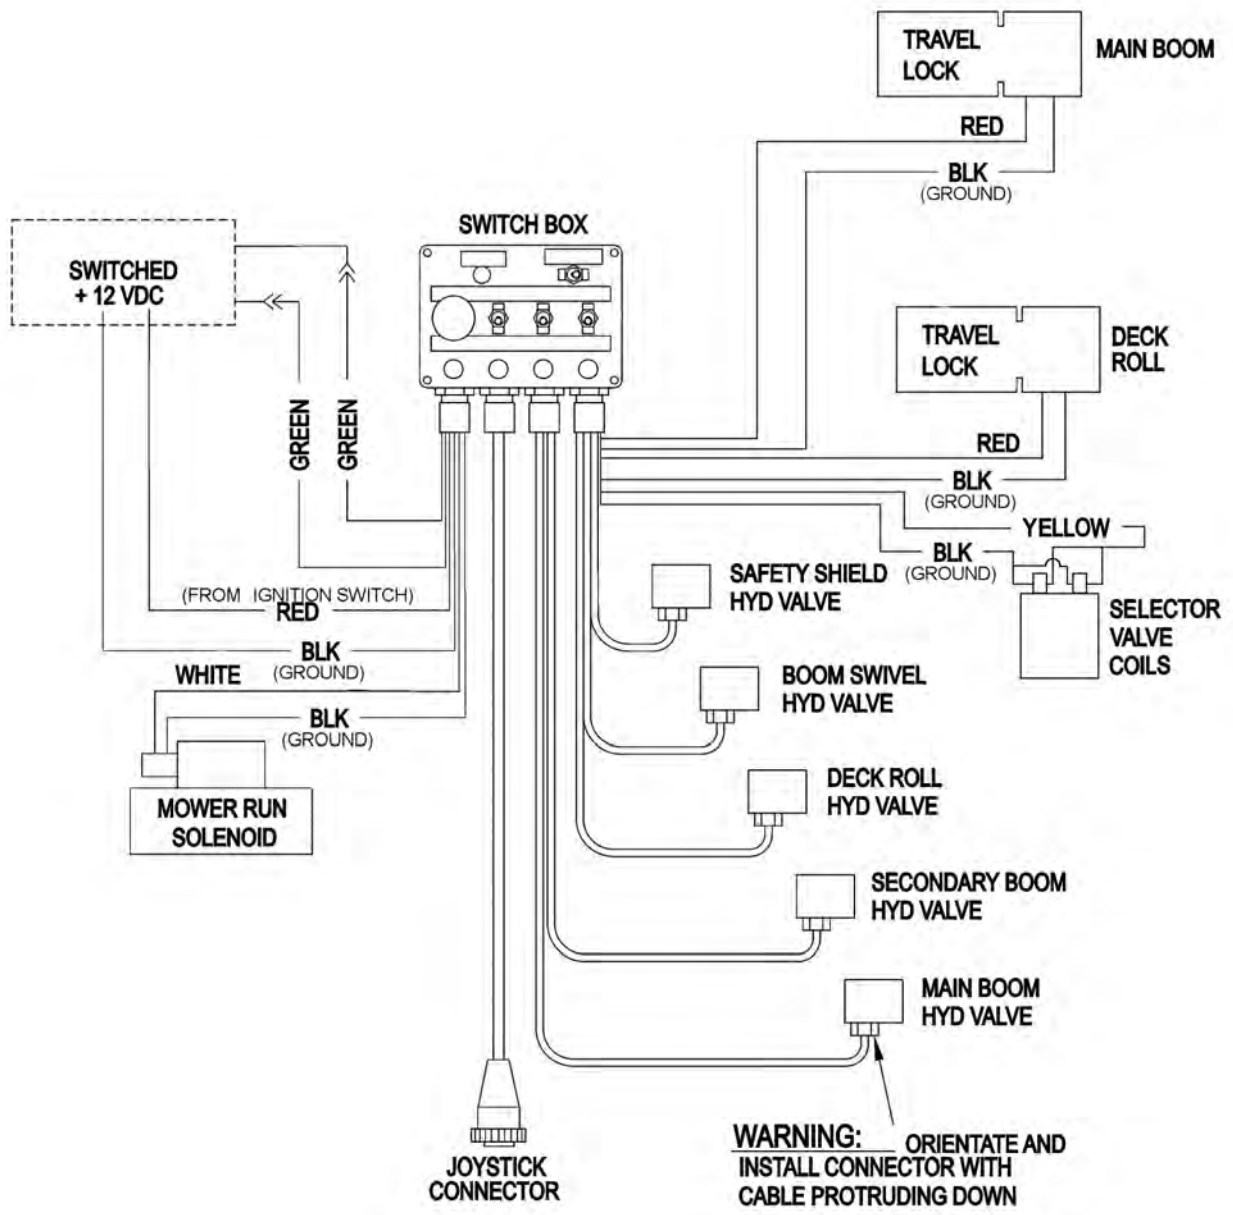 TRAVEL
LOCK
MAIN BOOM
RED
BLK
(GROUND)
SWITCH BOX
SWITCHED
+ 12 VDC
GREEN
GREEN
TRAVEL
LOCK
DECK
ROLL
RED
BLK
(GROUND)
YELLOW
BLK
(GROUND)
SELECTOR
VALVE
COILS
SAFETY SHIELD
HYD VALVE
(FROM IGNITION SWITCH)
RED
BLK
(GROUND)
WHITE
BLK
(GROUND)
MOWER RUN
SOLENOID
BOOM SWIVEL
HYD VALVE
DECK ROLL
HYD VALVE
SECONDARY BOOM
HYD VALVE
MAIN BOOM
HYD VALVE
JOYSTICK
CONNECTOR
WARNING: ORIENTATE AND
INSTALL CONNECTOR WITH
CABLE PROTRUDING DOWN